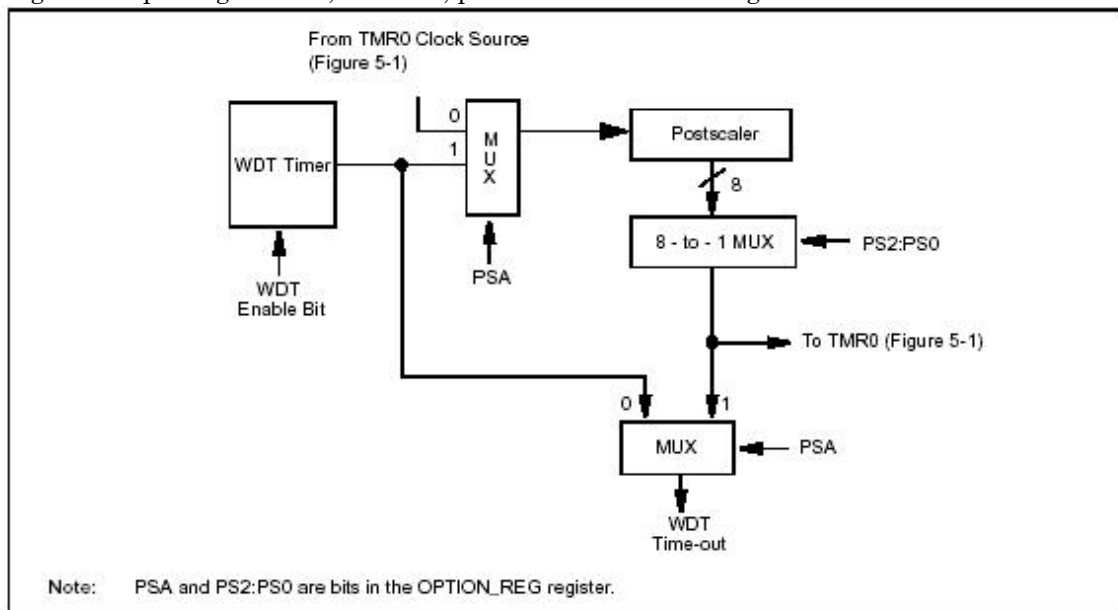 From TMR0 Clock Source
(Figure 5-1)
0
1
MUX
WDT Timer
Postscaler
8
8 - to - 1 MUX
PS2:PS0
PSA
WDT
Enable Bit
To TMR0 (Figure 5-1)
0
1
MUX
PSA
WDT
Time-out
Note: PSA and PS2:PS0 are bits in the OPTION_REG register.